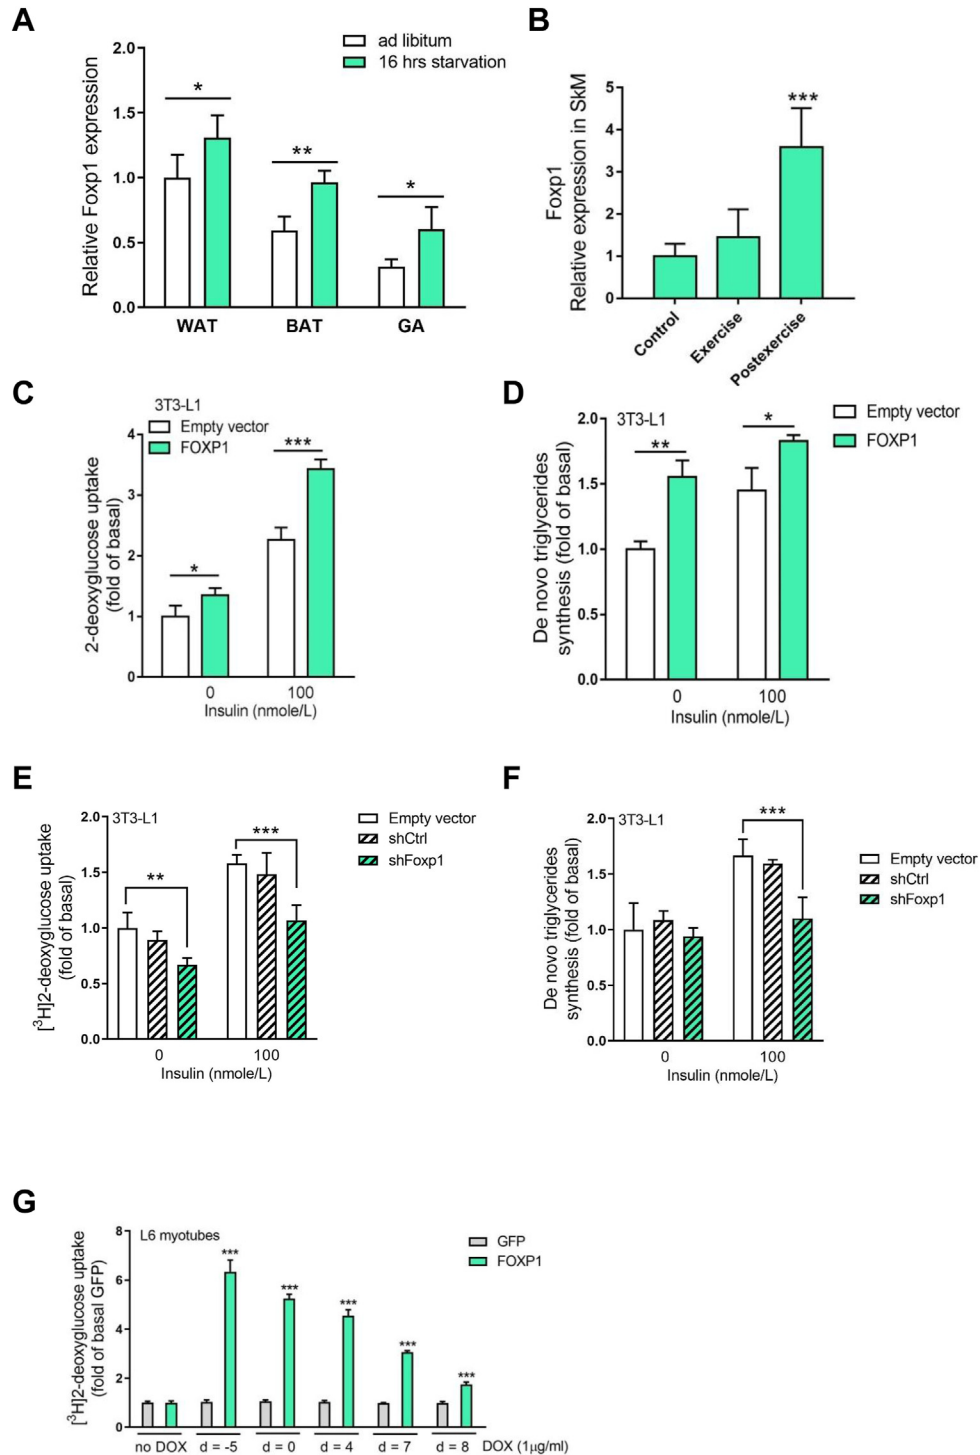 A
ad libitum
16 hrs starvation
Relative Foxp1 expression
2.0
1.5
1.0
0.5
0.0
*
**
*
WAT BAT GA
B
Foxp1
Relative expression in SkM
5
4
3
2
1
0
***
Control
Exercise
Postexercise
C
3T3-L1
Empty vector
FOXP1
2-deoxyglucose uptake
(fold of basal)
4
3
2
1
0
*
***
0 100
Insulin (nmole/L)
D
3T3-L1
Empty vector
FOXP1
De novo triglycerides
synthesis (fold of basal)
2.0
1.5
1.0
0.5
0.0
**
*
0 100
Insulin (nmole/L)
E
3T3-L1
Empty vector
shCtrl
shFoxp1
[³H]2-deoxyglucose uptake
(fold of basal)
2.0
1.5
1.0
0.5
0.0
**
***
0 100
Insulin (nmole/L)
F
3T3-L1
Empty vector
shCtrl
shFoxp1
De novo triglycerides
synthesis (fold of basal)
2.0
1.5
1.0
0.5
0.0
***
0 100
Insulin (nmole/L)
G
L6 myotubes
GFP
FOXP1
[³H]2-deoxyglucose uptake
(fold of basal GFP)
8
6
4
2
0
***
***
***
***
***
no DOX d = -5 d = 0 d = 4 d = 7 d = 8 DOX (1µg/ml)